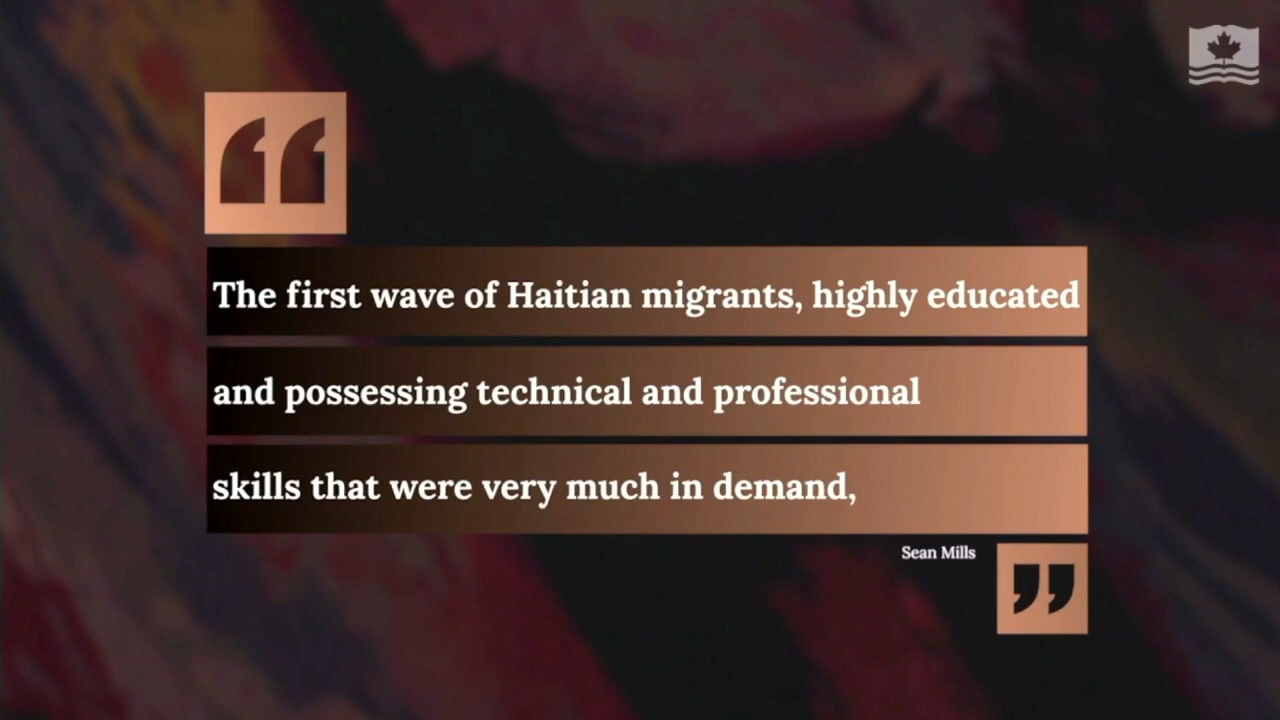 The first wave of Haitian migrants, highly educated
and possessing technical and professional
skills that were very much in demand,
Sean Mills